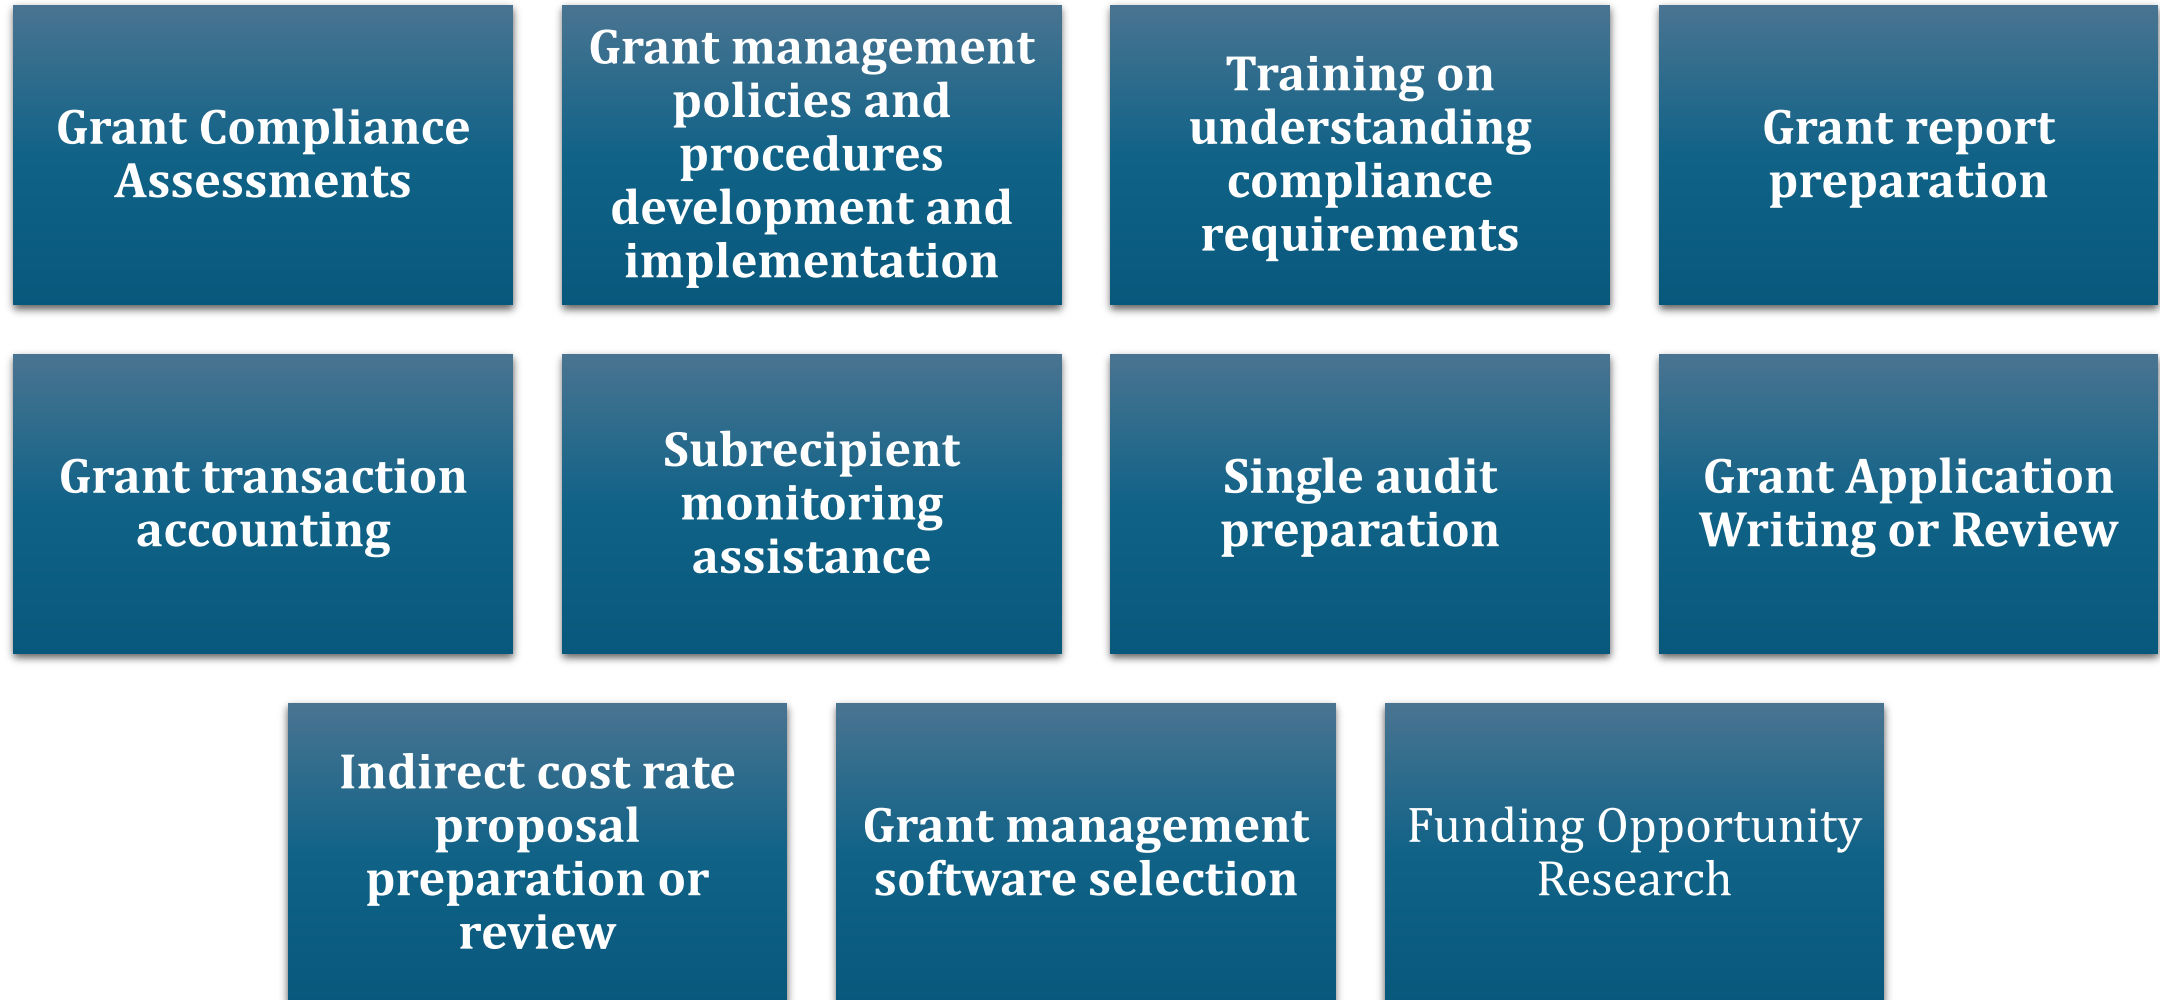 Grant Compliance
Assessments
Grant management
policies and
procedures
development and
implementation
Training on
understanding
compliance
requirements
Grant report
preparation
Grant transaction
accounting
Subrecipient
monitoring
assistance
Single audit
preparation
Grant Application
Writing or Review
Indirect cost rate
proposal
preparation or
review
Grant management
software selection
Funding Opportunity
Research